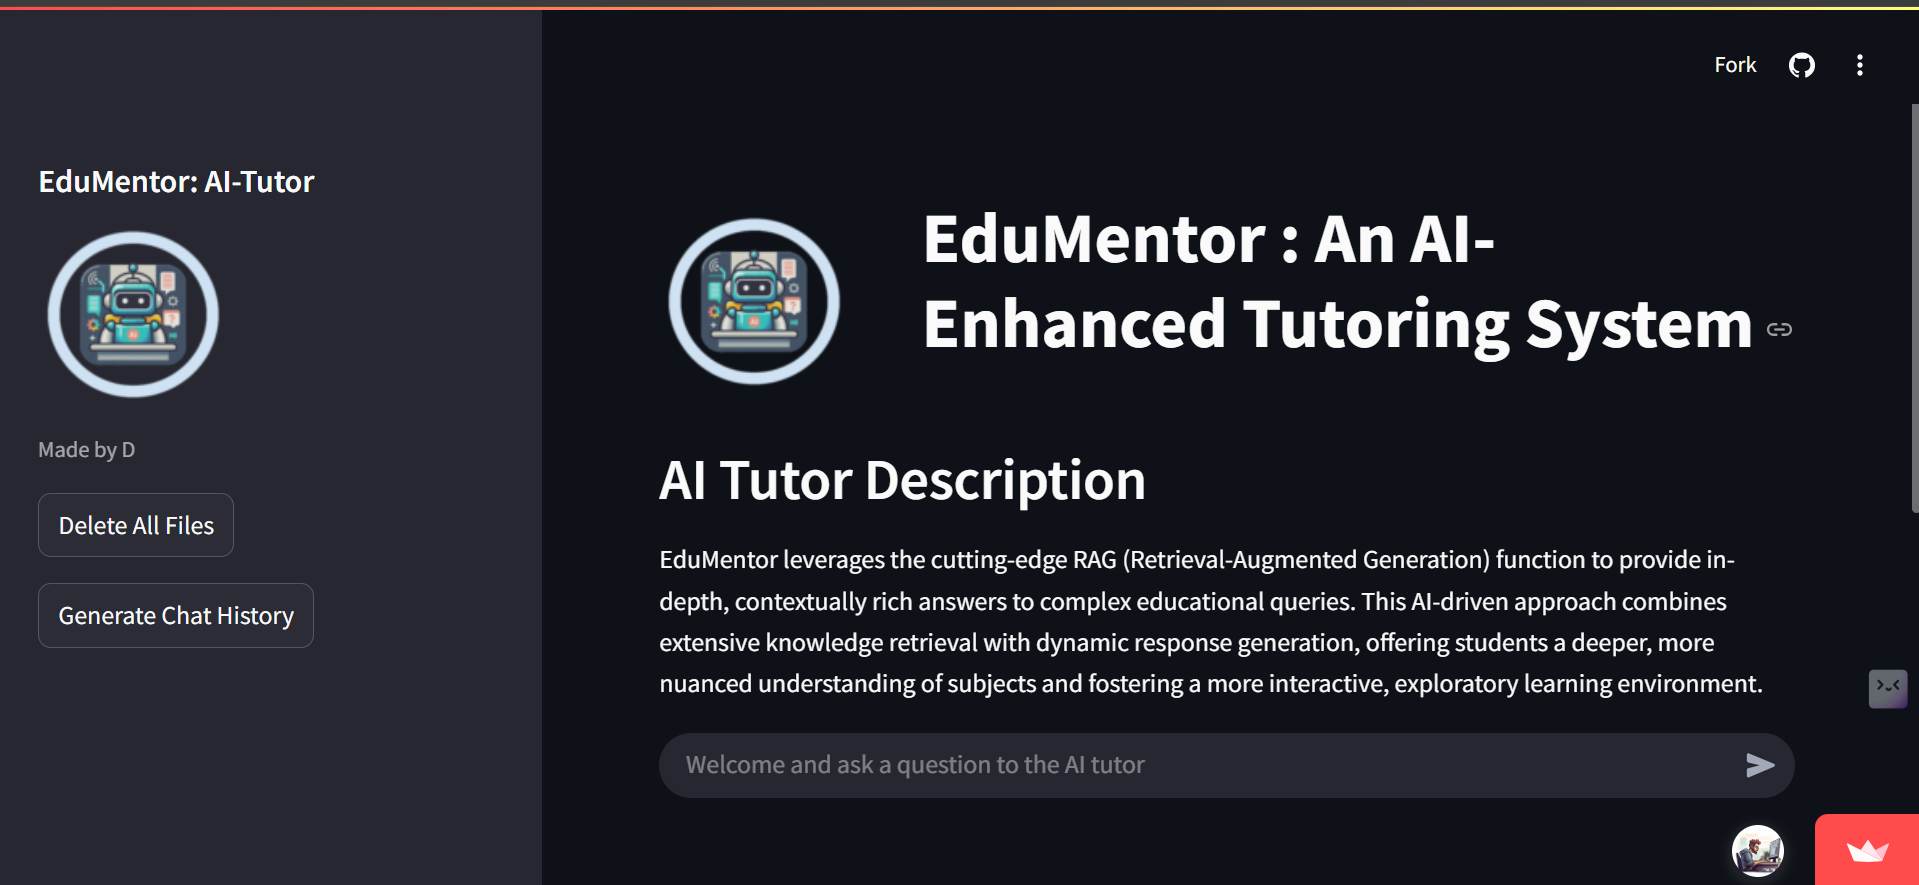 Fork
EduMentor: AI-Tutor
Made by D
Delete All Files
Generate Chat History
EduMentor : An AI-
Enhanced Tutoring System
AI Tutor Description
EduMentor leverages the cutting-edge RAG (Retrieval-Augmented Generation) function to provide in-
depth, contextually rich answers to complex educational queries. This AI-driven approach combines
extensive knowledge retrieval with dynamic response generation, offering students a deeper, more
nuanced understanding of subjects and fostering a more interactive, exploratory learning environment.
Welcome and ask a question to the AI tutor